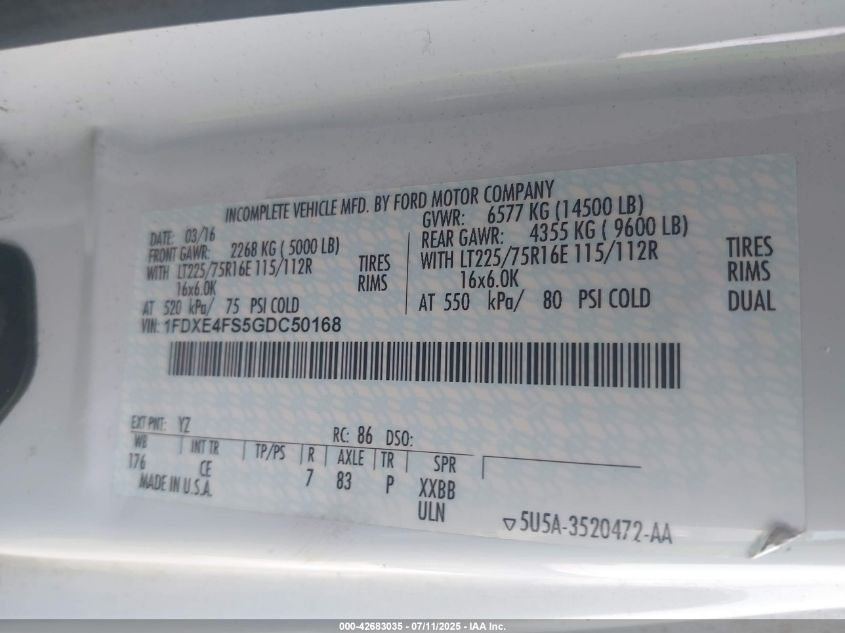 INCOMPLETE VEHICLE MFD. BY FORD MOTOR COMPANY
DATE: 03/16
GVWR: 6577 KG (14500 LB)
FRONT GAWR: 2268 KG ( 5000 LB)
REAR GAWR: 4355 KG ( 9600 LB)
WITH LT225/75R16E 115/112R TIRES
WITH LT225/75R16E 115/112R TIRES
16x6.0K RIMS
16x6.0K RIMS
AT 520 kPa/ 75 PSI COLD
AT 550 kPa/ 80 PSI COLD DUAL
VIN: 1FDXE4FS5GDC50168
EXT PNT: YZ RC: 86 DSO:
WB INT TR TP/PS R AXLE TR SPR
176 CE 7 83 P XXBB
MADE IN U.S.A. ULN
▽5U5A-3520472-AA
000-42683035 - 07/11/2025 - IAA Inc.